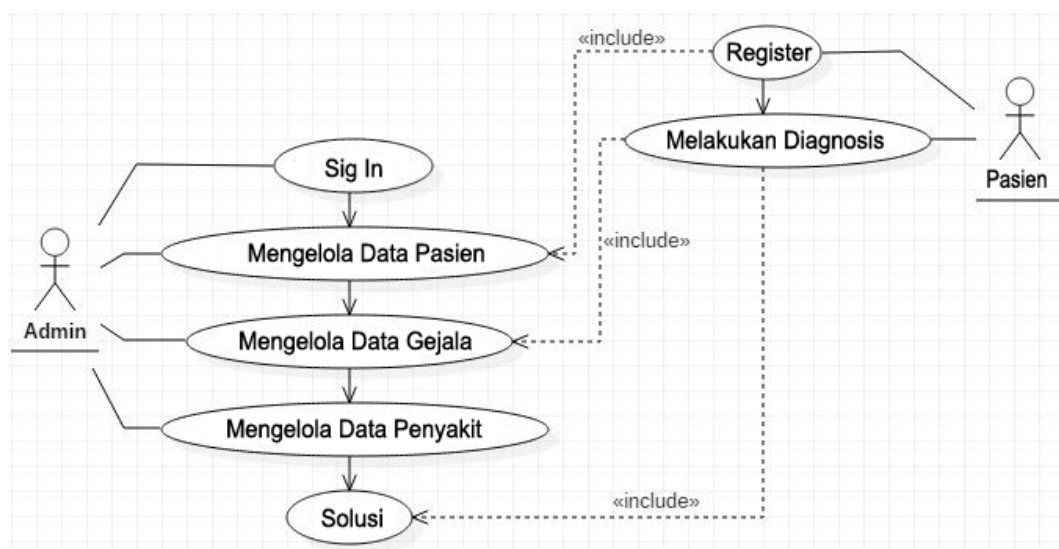 «include»
Register
Melakukan Diagnosis
Pasien
Sig In
«include»
Mengelola Data Pasien
Admin
Mengelola Data Gejala
Mengelola Data Penyakit
«include»
Solusi